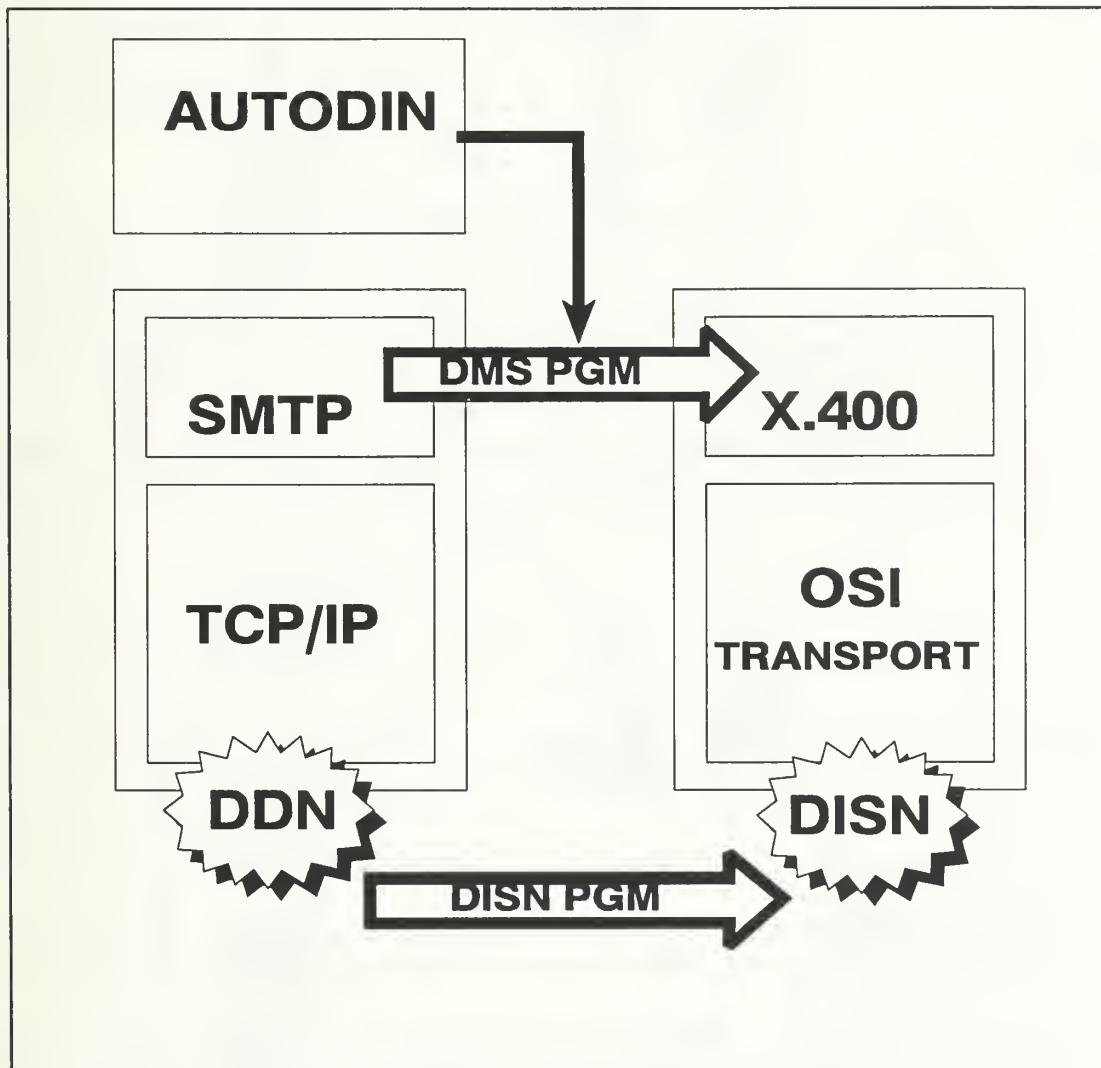 AUTODIN
DMS PGM
SMTP
X.400
TCP/IP
OSI
TRANSPORT
DDN
DISN
DISN PGM